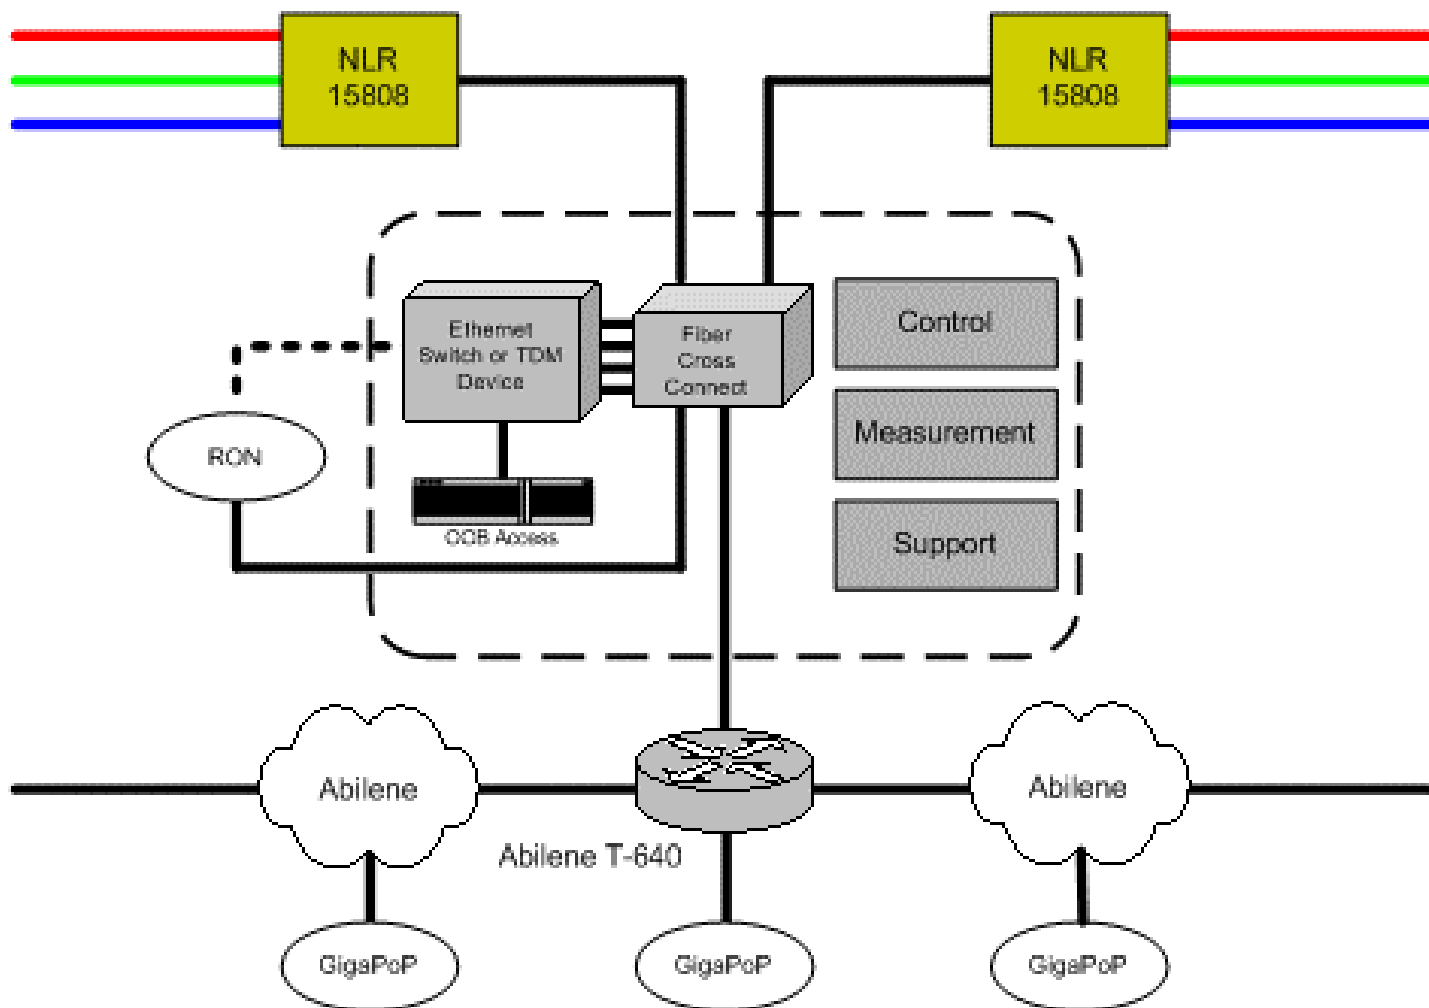 NLR
15808
NLR
15808
Ethernet
Switch or TDM
Device
Fiber
Cross
Connect
Control
Measurement
Support
RON
OOB Access
Abilene
Abilene
Abilene T-640
GigaPoP
GigaPoP
GigaPoP